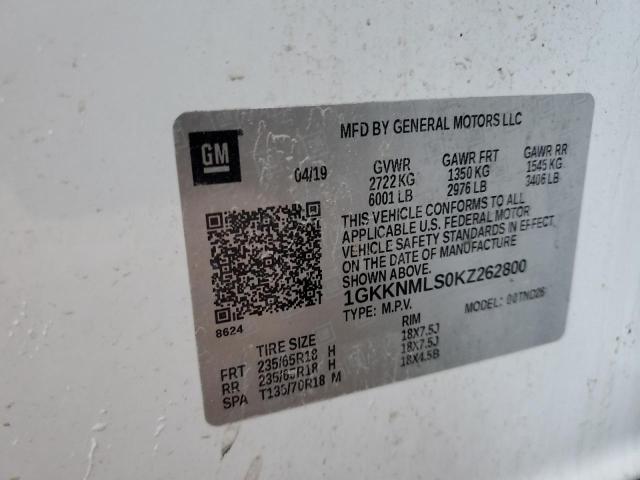 MFD BY GENERAL MOTORS LLC
GM
04/19 GVWR GAWR FRT GAWR RR
2722 KG 1350 KG 1545 KG
6001 LB 2976 LB 3406 LB
THIS VEHICLE CONFORMS TO ALL
APPLICABLE U.S. FEDERAL MOTOR
VEHICLE SAFETY STANDARDS IN EFFECT
ON THE DATE OF MANUFACTURE
SHOWN ABOVE.
1GKKNMLS0KZ262800
TYPE: M.P.V. MODEL:
8624
TIRE SIZE RIM
FRT 235/65R18 H 18X7.5J
RR 235/65R18 H 18X7.5J
SPA T135/70R18 M 18X4.5B